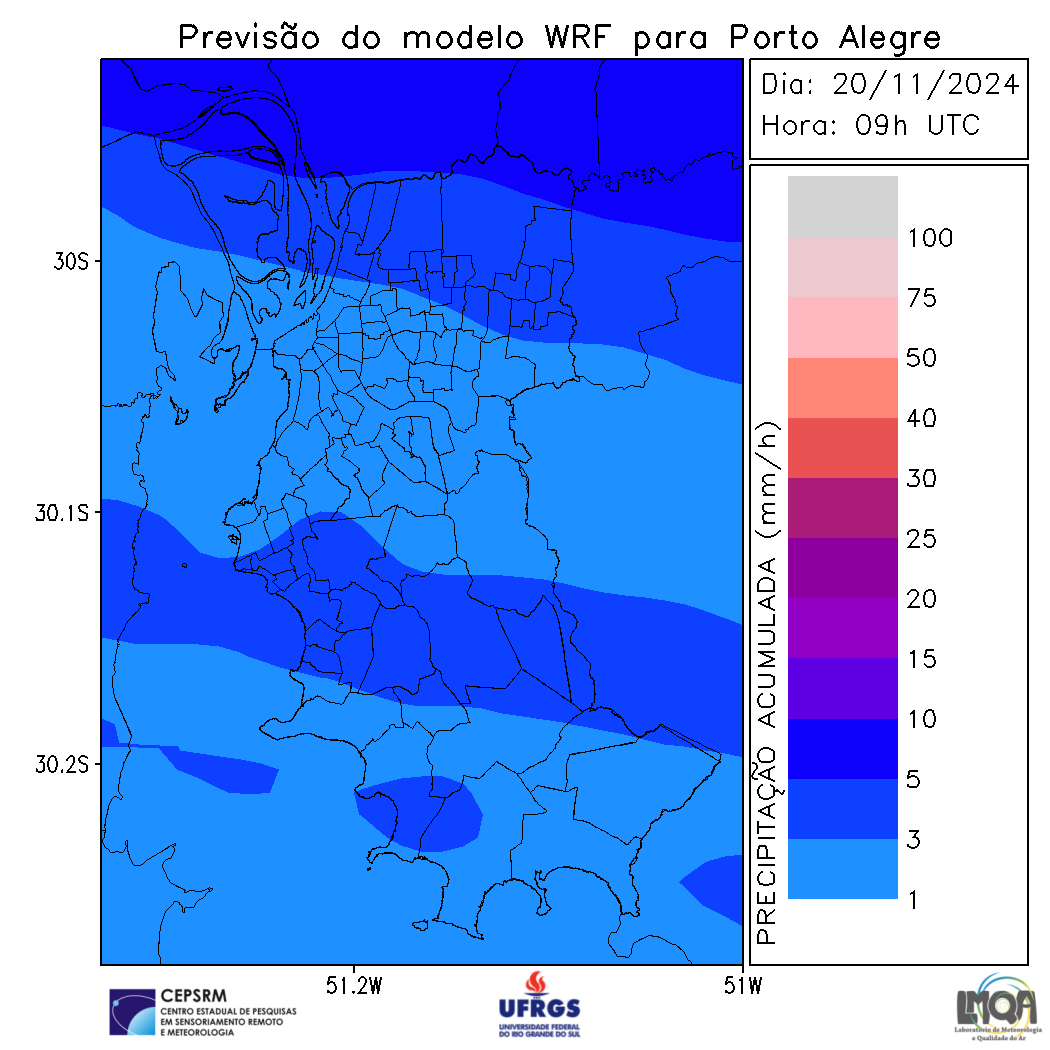 Previsão do modelo WRF para Porto Alegre
Dia: 20/11/2024
Hora: 09h UTC
30S
30.1S
30.2S
51.2W
51W
PRECIPITAÇÃO ACUMULADA (mm/h)
100
75
50
40
30
25
20
15
10
5
3
1
CEPSRM
CENTRO ESTADUAL DE PESQUISAS
EM SENSORIAMENTO REMOTO
E METEOROLOGIA
UFRGS
UNIVERSIDADE FEDERAL
DO RIO GRANDE DO SUL
LMQA
Laboratório de Meteorologia
e Qualidade do Ar